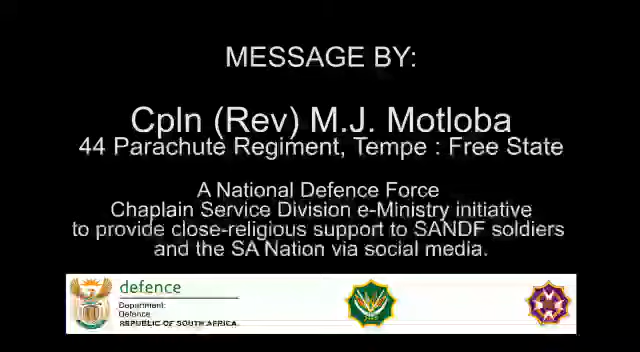 MESSAGE BY:
Cpln (Rev) M.J. Motloba
44 Parachute Regiment, Tempe : Free State
A National Defence Force
Chaplain Service Division e-Ministry initiative
to provide close-religious support to SANDF soldiers
and the SA Nation via social media.
defence
Department:
Defence
REPUBLIC OF SOUTH AFRICA